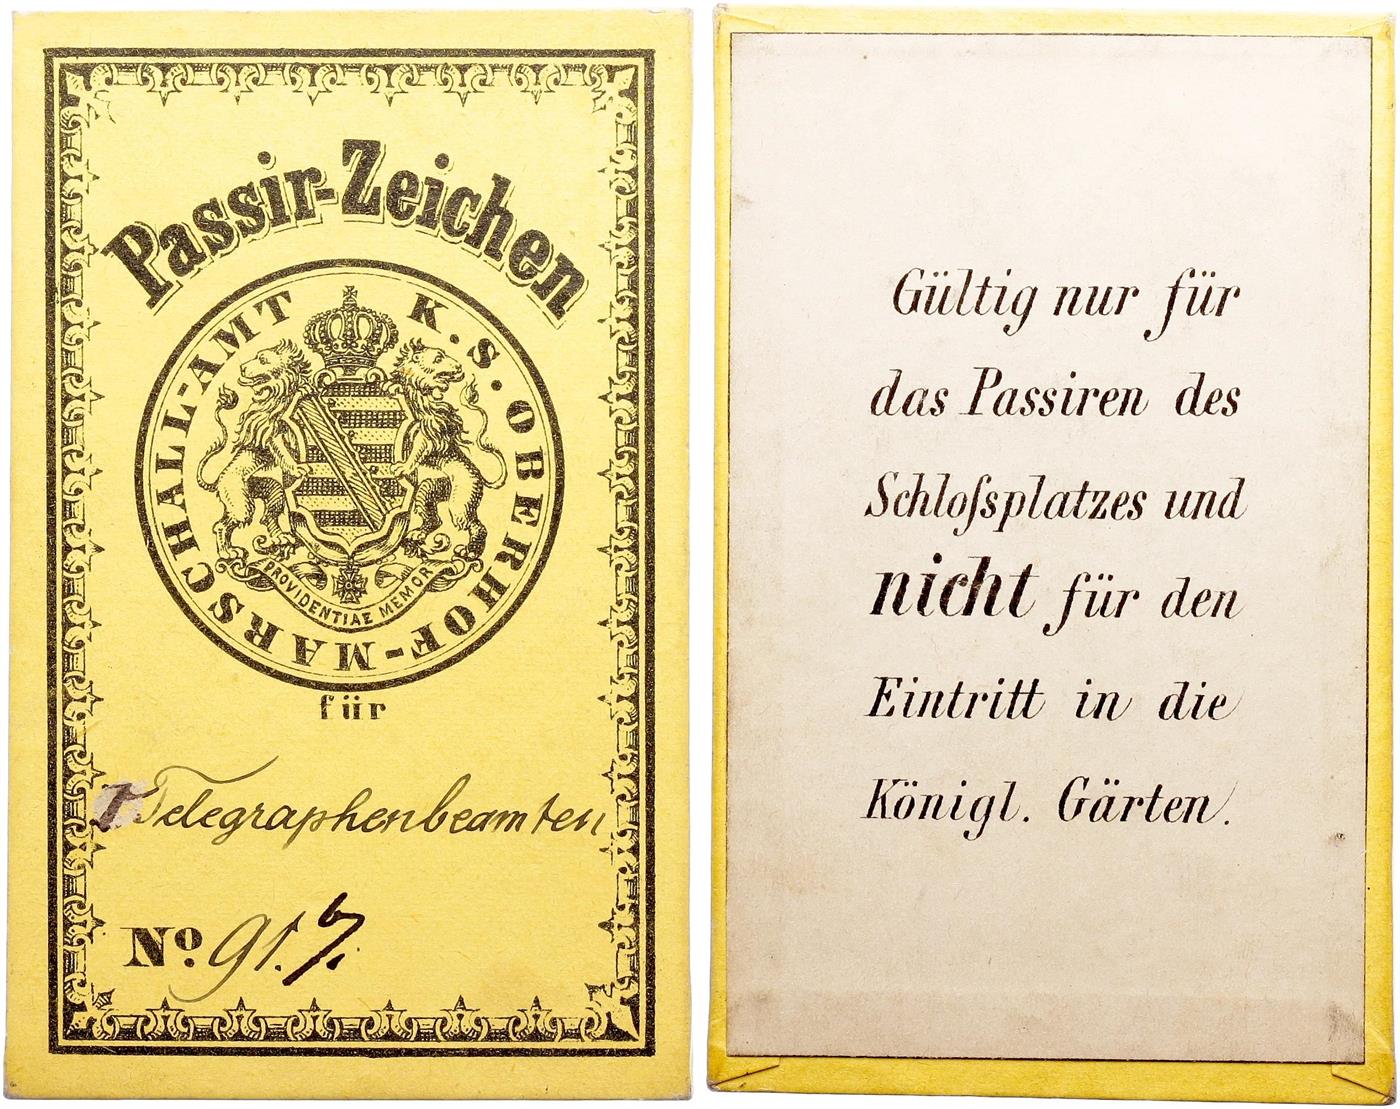 Passir-Zeichen
K. S. OBERHOF-MARSCHALL-AMT
PROVIDENTIAE MEMOR
für
Telegraphenbeamten
No. 91.
Gültig nur für
das Passiren des
Schloſsplatzes und
nicht für den
Eintritt in die
Königl. Gärten.